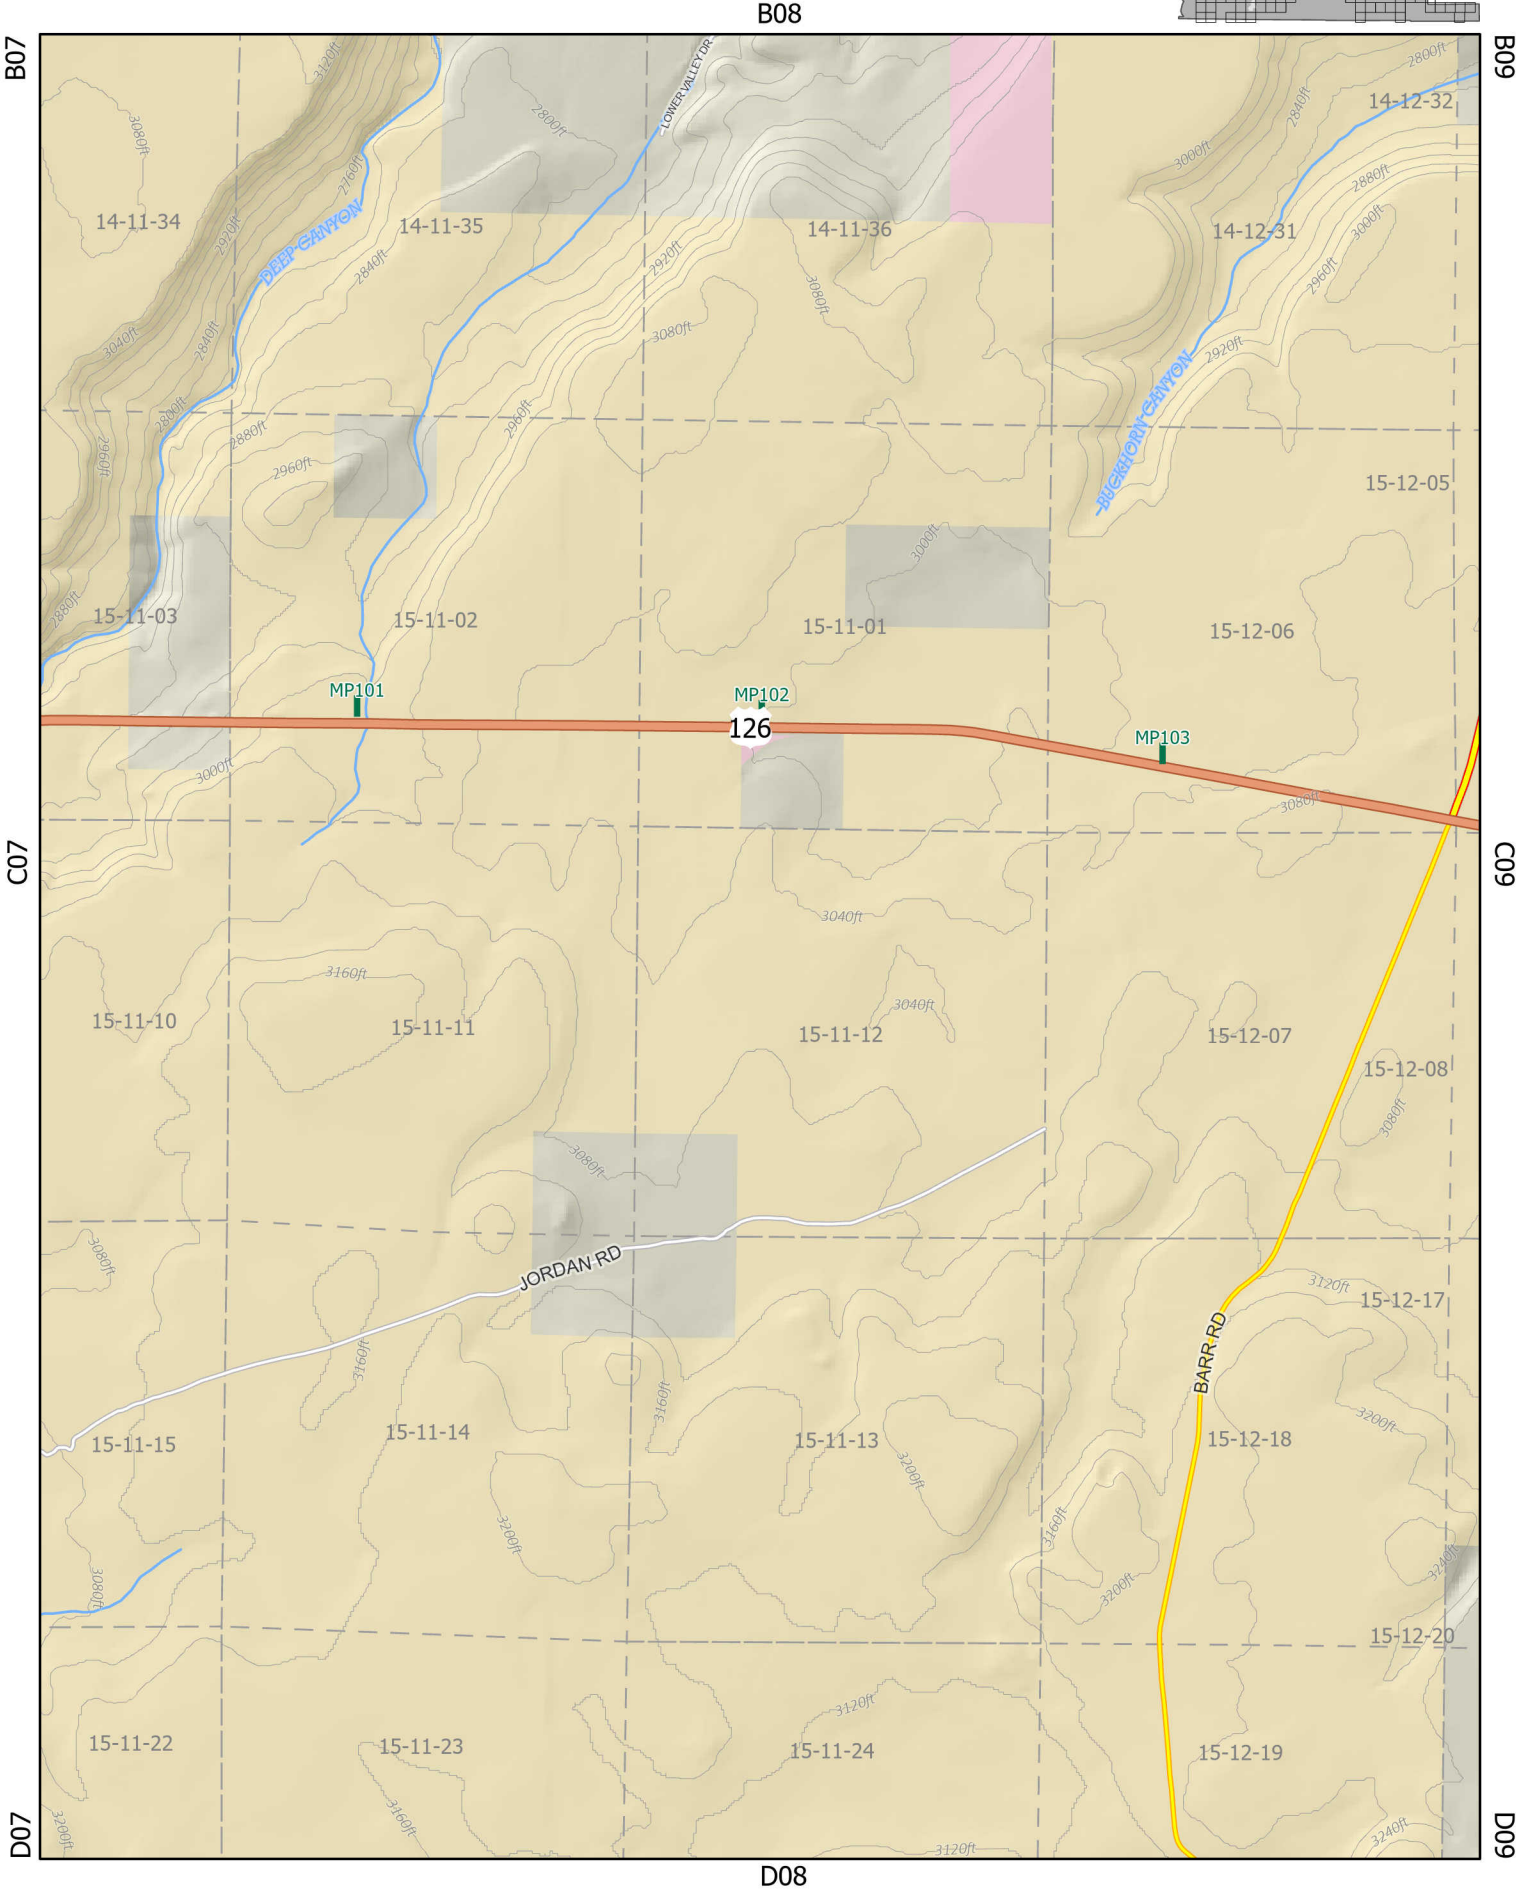 B08
B07
B09
3120ft
LOWER VALLEY DR
2800ft
2800ft
14-12-32
2840ft
3080ft
3000ft
2760ft
2880ft
14-11-34
14-11-35
14-11-36
14-12-31
3000ft
2920ft
DEEP CANYON
2840ft
2920ft
2960ft
3080ft
3080ft
3040ft
2840ft
2920ft
BUCKHORN CANYON
2800ft
2880ft
2960ft
2960ft
2960ft
15-12-05
3000ft
2880ft
15-11-03
15-11-02
15-11-01
15-12-06
MP101
MP102
126
MP103
3000ft
3080ft
C07
C09
3040ft
3160ft
3040ft
15-11-10
15-11-11
15-11-12
15-12-07
15-12-08
3080ft
3080ft
3080ft
JORDAN RD
3120ft
15-12-17
BARR RD
3160ft
3160ft
3200ft
15-11-15
15-11-14
15-11-13
15-12-18
3200ft
3200ft
3160ft
3080ft
3200ft
3240ft
15-12-20
3120ft
15-11-22
15-11-23
15-11-24
15-12-19
3200ft
3160ft
3120ft
3240ft
D07
D09
D08